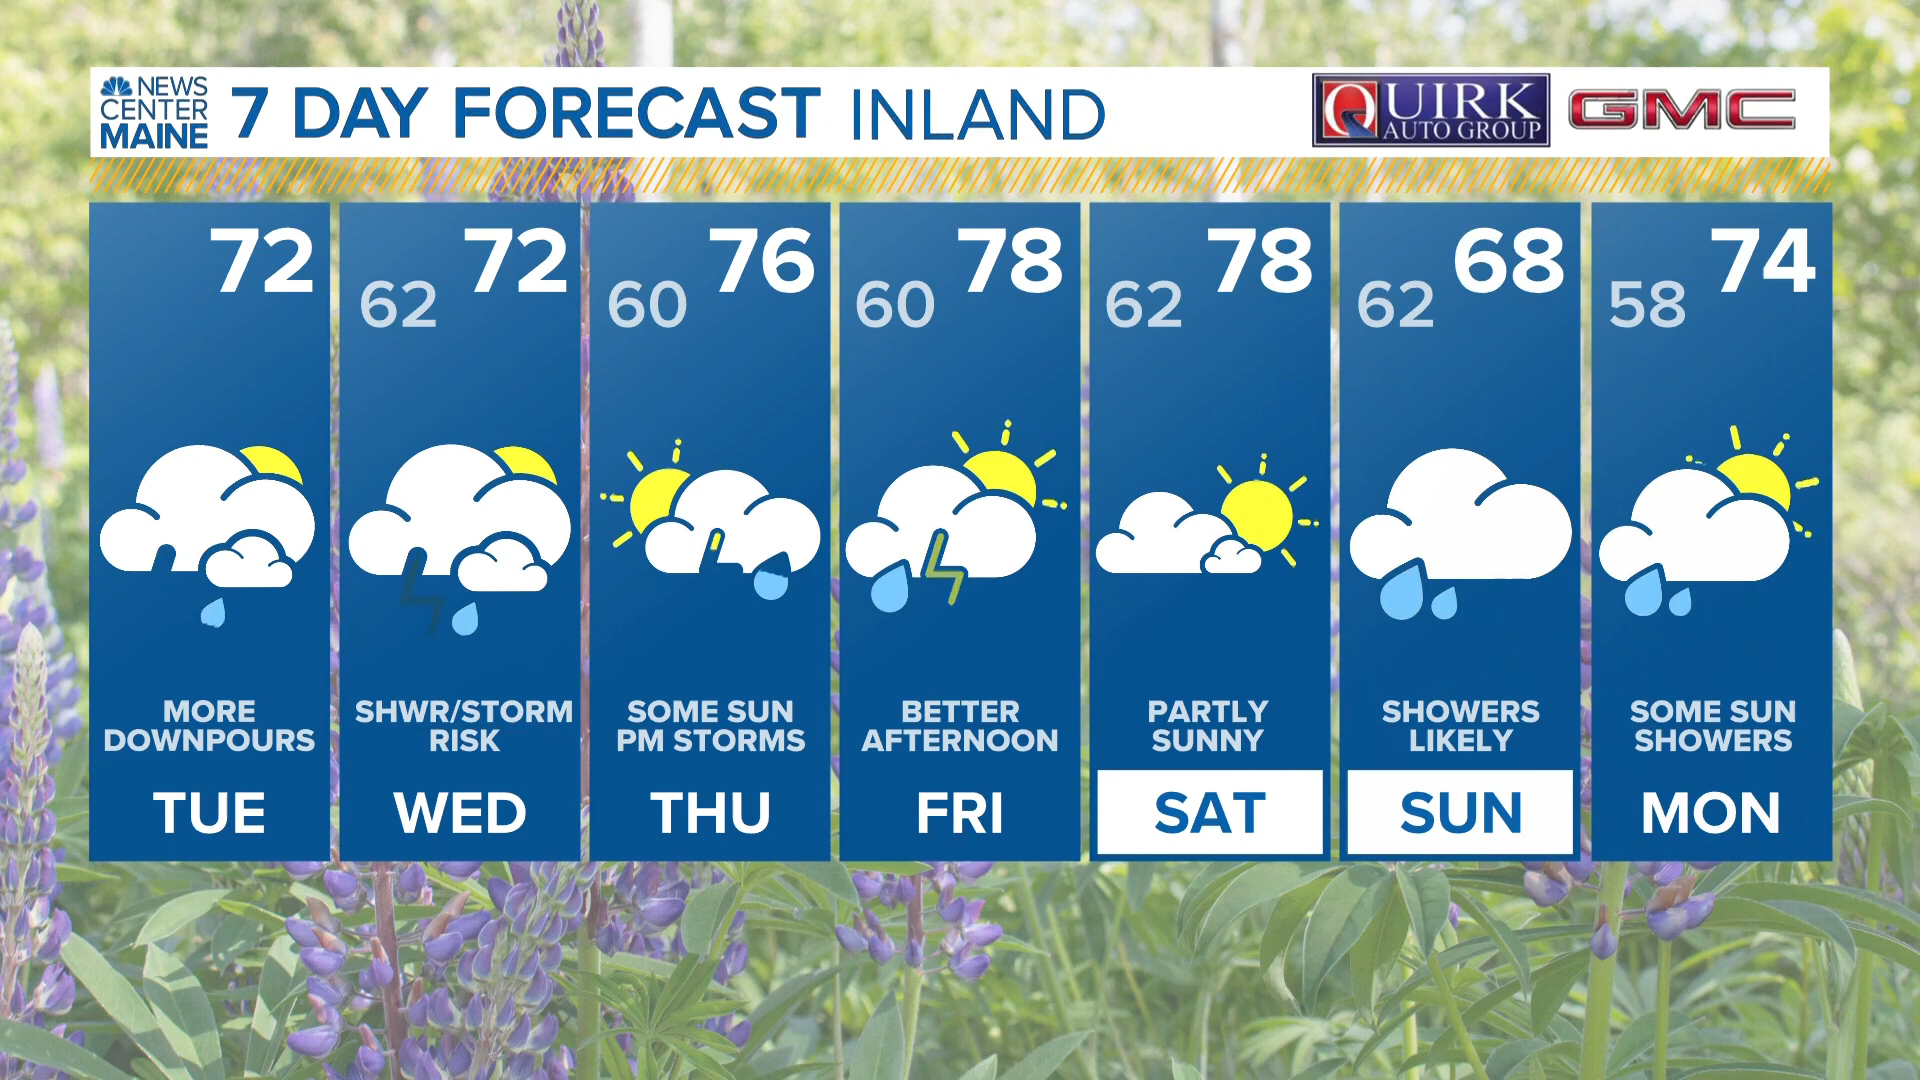 NEWS
CENTER
MAINE
7 DAY FORECAST INLAND
QUIRK
AUTO GROUP
GMC
72
MORE
DOWNPOURS
TUE
62 72
SHWR/STORM
RISK
WED
60 76
SOME SUN
PM STORMS
THU
60 78
BETTER
AFTERNOON
FRI
62 78
PARTLY
SUNNY
SAT
62 68
SHOWERS
LIKELY
SUN
58 74
SOME SUN
SHOWERS
MON